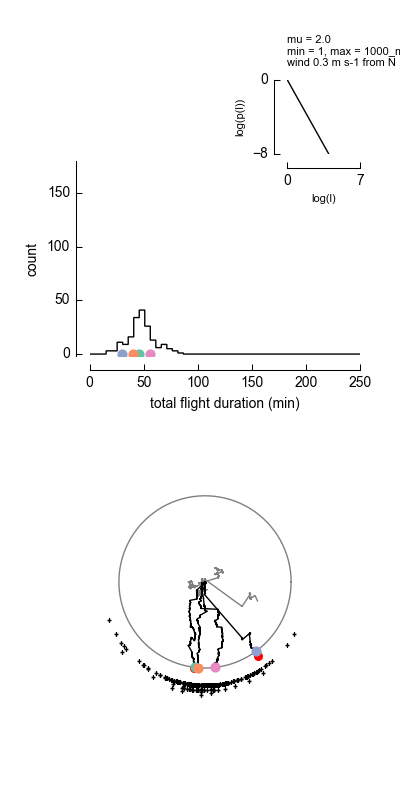 mu = 2.0
min = 1, max = 1000_m
wind 0.3 m s-1 from N
0
−8
log(p(l))
0 7
log(l)
150
100
50
0
count
0 50 100 150 200 250
total flight duration (min)